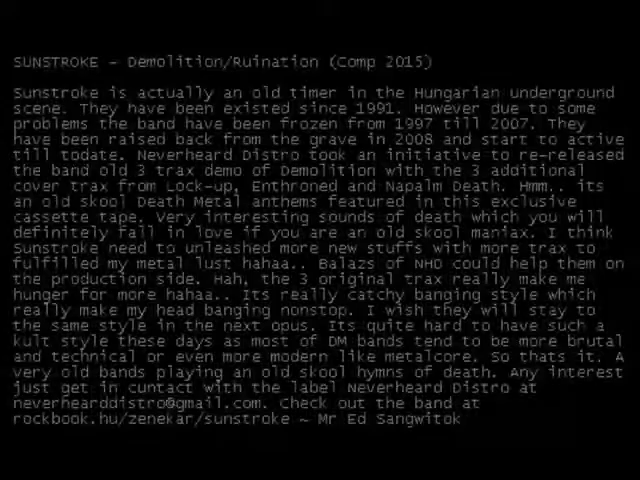 SUNSTROKE - Demolition/Ruination (Comp 2015)
Sunstroke is actually an old timer in the Hungarian underground
scene. They have been existed since 1991. However due to some
problems the band have been frozen from 1997 till 2007. They
have been raised back from the grave in 2008 and start to active
till todate. Neverheard Distro took an initiative to re-released
the band old 3 trax demo of Demolition with the 3 additional
cover trax from Lock-up, Enthroned and Napalm Death. Hmm.. its
an old skool Death Metal anthems featured in this exclusive
cassette tape. Very interesting sounds of death which you will
definitely fall in love if you are an old skool maniax. I think
Sunstroke need to unleashed more new stuffs with more trax to
fulfilled my metal lust hahaa.. Balazs of NHD could help them on
the production side. Hah, the 3 original trax really make me
hunger for more hahaa.. Its really catchy banging style which
really make my head banging nonstop. I wish they will stay to
the same style in the next opus. Its quite hard to have such a
kult style these days as most of DM bands tend to be more brutal
and technical or even more modern like metalcore. So thats it. A
very old bands playing an old skool hymns of death. Any interest
just get in cuntact with the label Neverheard Distro at
neverhearddistro@gmail.com. Check out the band at
rockbook.hu/zenekar/sunstroke ~ Mr Ed Sangwitok